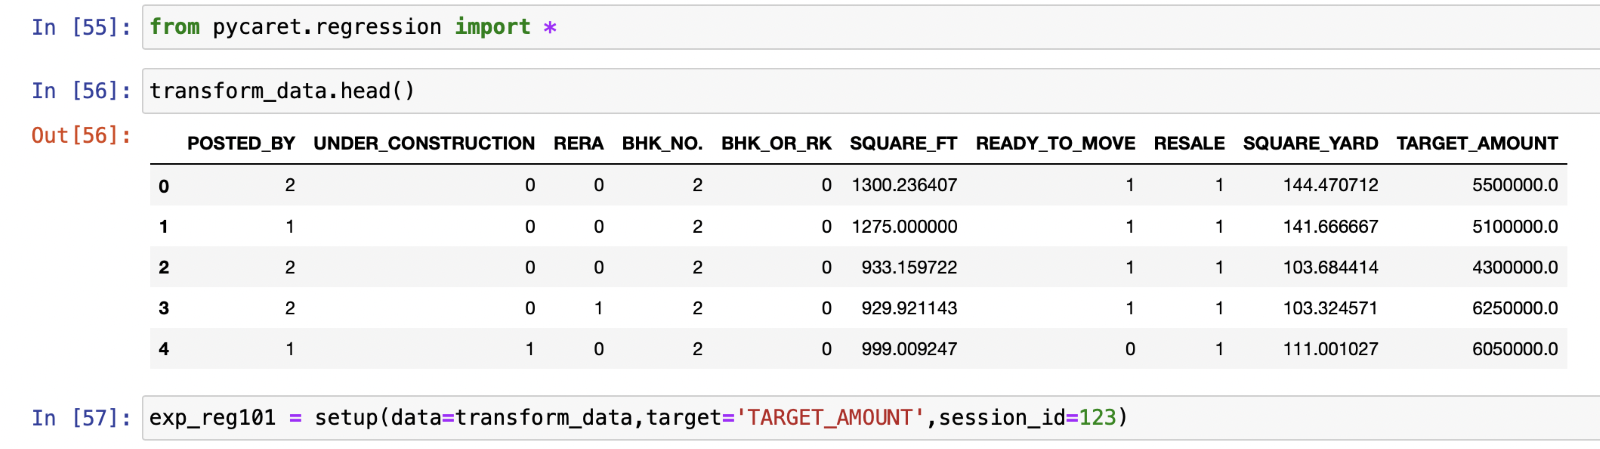 In [55]: from pycaret.regression import *
In [56]: transform_data.head()
Out[56]:
POSTED_BY UNDER_CONSTRUCTION RERA BHK_NO. BHK_OR_RK SQUARE_FT READY_TO_MOVE RESALE SQUARE_YARD TARGET_AMOUNT
0 2 0 0 2 0 1300.236407 1 1 144.470712 5500000.0
1 1 0 0 2 0 1275.000000 1 1 141.666667 5100000.0
2 2 0 0 2 0 933.159722 1 1 103.684414 4300000.0
3 2 0 1 2 0 929.921143 1 1 103.324571 6250000.0
4 1 1 0 2 0 999.009247 0 1 111.001027 6050000.0
In [57]: exp_reg101 = setup(data=transform_data,target='TARGET_AMOUNT',session_id=123)